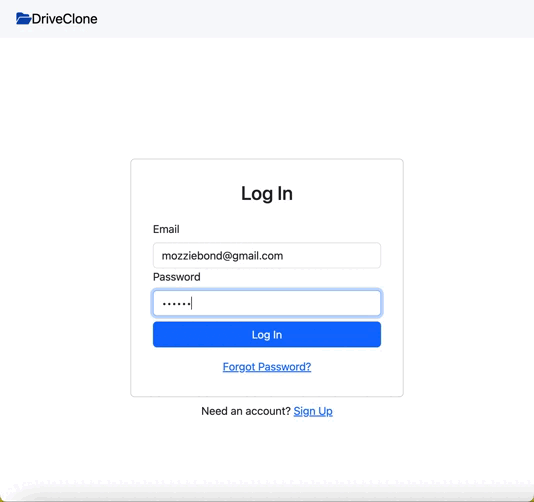 DriveClone
Log In
Email
mozziebond@gmail.com
Password
••••••
Log In
Forgot Password?
Need an account? Sign Up